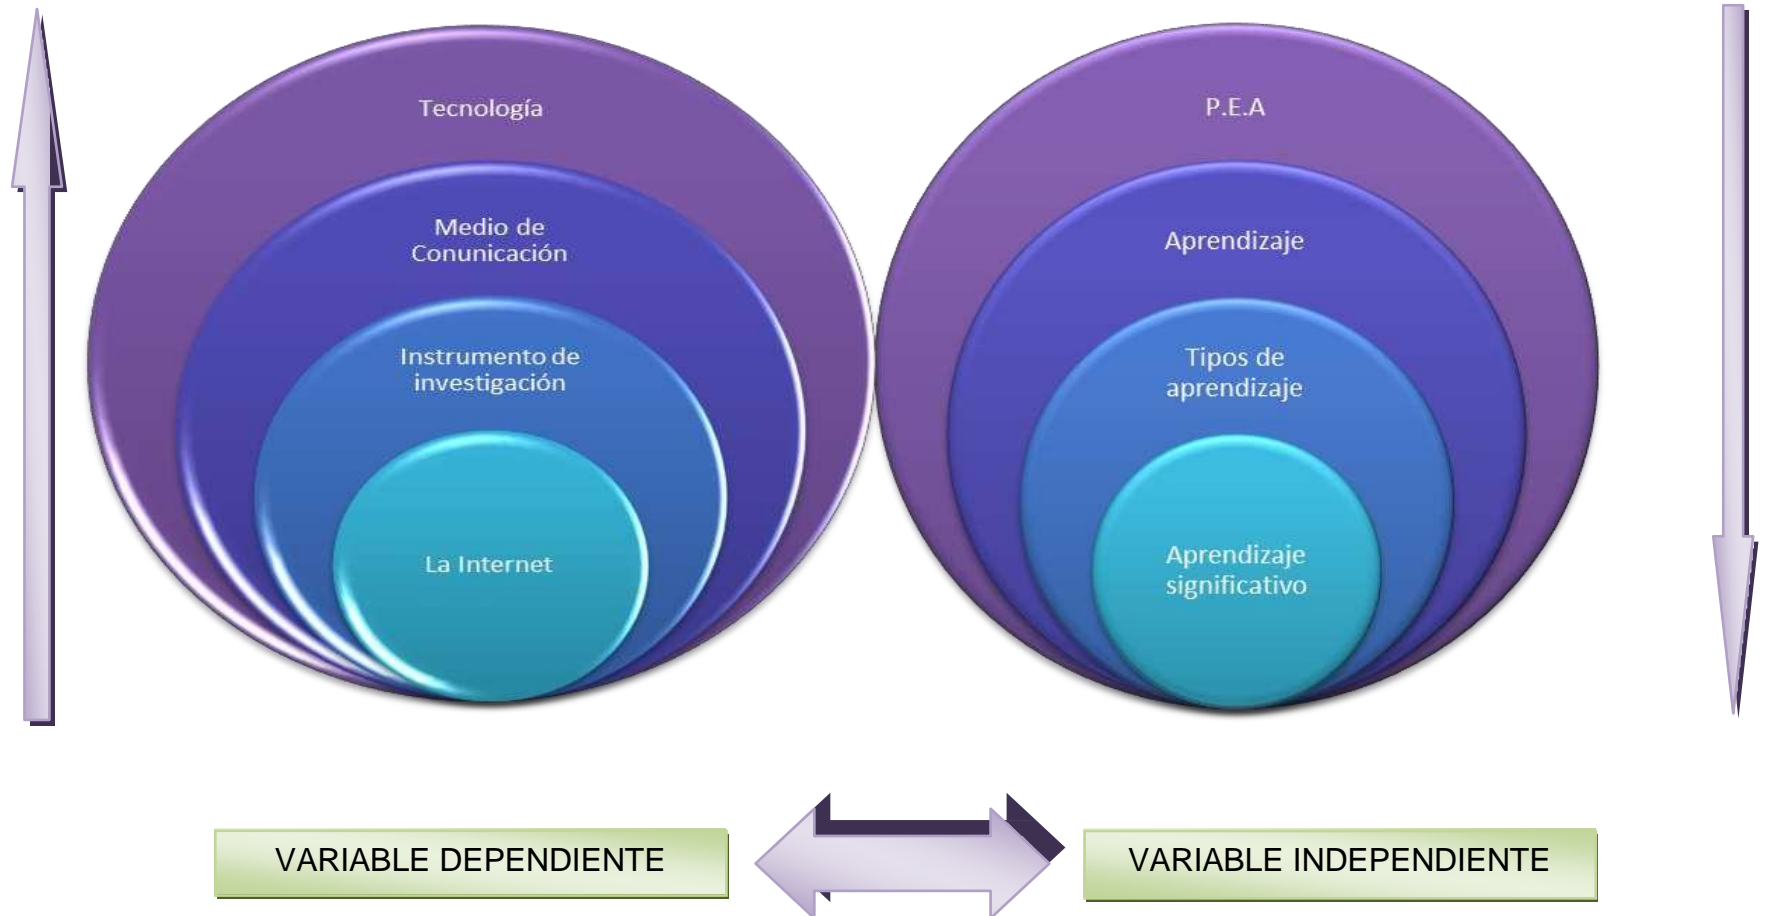 Tecnología
Medio de
Conunicación
Instrumento de
investigación
La Internet
P.E.A
Aprendizaje
Tipos de
aprendizaje
Aprendizaje
significativo
VARIABLE DEPENDIENTE
VARIABLE INDEPENDIENTE